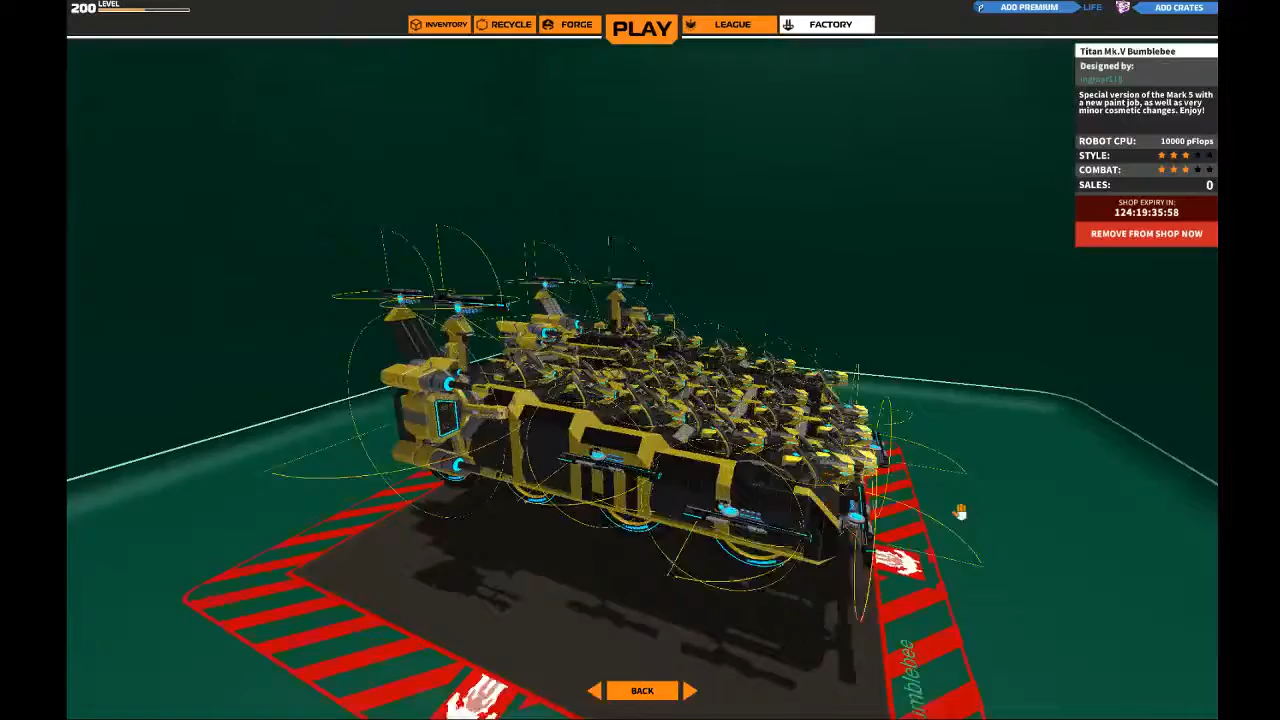 200 LEVEL
INVENTORY
RECYCLE
FORGE
PLAY
LEAGUE
FACTORY
ADD PREMIUM
LIFE
ADD CRATES
Titan Mk.V Bumblebee
Designed by:
Special version of the Mark 5 with
a new paint job, as well as very
minor cosmetic changes. Enjoy!
ROBOT CPU: 10000 pFlops
STYLE:
COMBAT:
SALES: 0
SHOP EXPIRY IN:
124:19:35:58
REMOVE FROM SHOP NOW
mblebee
BACK